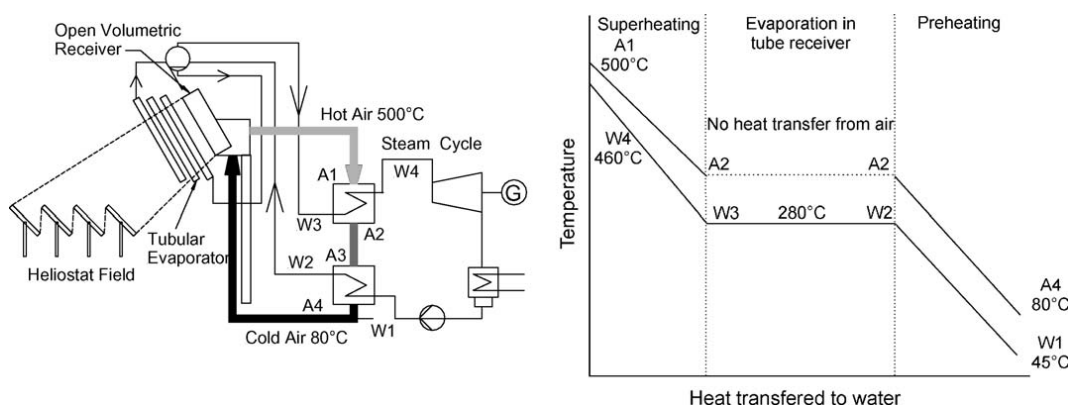 Open Volumetric
Receiver
Hot Air 500°C
Steam Cycle
A1
W4
G
W3
A2
A3
W2
Tubular
Evaporator
Heliostat Field
A4
W1
Cold Air 80°C
Superheating
Evaporation in
tube receiver
Preheating
A1
500°C
No heat transfer from air
W4
460°C
A2
A2
W3
280°C
W2
A4
80°C
W1
45°C
Temperature
Heat transfered to water